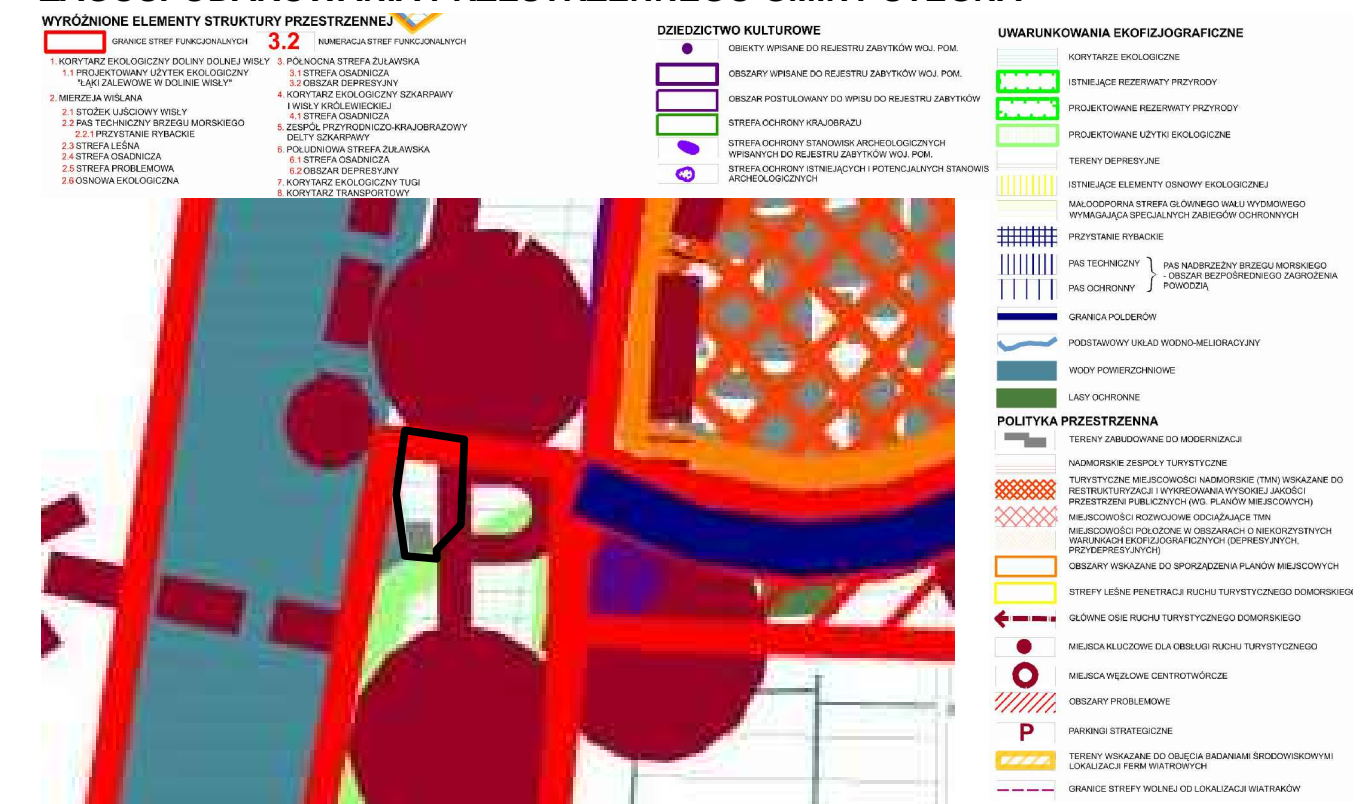 WYRÓŻNIONE ELEMENTY STRUKTURY PRZESTRZENNEJ
GRANICE STREF FUNKCJONALNYCH
3.2 NUMERACJA STREF FUNKCJONALNYCH
1. KORYTARZ EKOLOGICZNY DOLINY DOLNEJ WISŁY
1.1 PROJEKTOWANY UŻYTEK EKOLOGICZNY
"ŁĄKI ZALEWOWE W DOLINIE WISŁY"
2. MIERZEJA WIŚLANA
2.1 STOŻEK UJŚCIOWY WISŁY
2.2 PAS TECHNICZNY BRZEGU MORSKIEGO
2.2.1 PRZYSTANIE RYBACKIE
2.3 STREFA LEŚNA
2.4 STREFA OSADNICZA
2.5 STREFA PROBLEMOWA
2.6 OSNOWA EKOLOGICZNA
3. PÓŁNOCNA STREFA ŻUŁAWSKA
3.1 STREFA OSADNICZA
3.2 OBSZAR DEPRESYJNY
4. KORYTARZ EKOLOGICZNY SZKARPAWY
I WISŁY KRÓLEWIECKIEJ
4.1 STREFA OSADNICZA
5. ZESPÓŁ PRZYRODNICZO-KRAJOBRAZOWY
DELTY SZKARPAWY
6. POŁUDNIOWA STREFA ŻUŁAWSKA
6.1 STREFA OSADNICZA
6.2 OBSZAR DEPRESYJNY
7. KORYTARZ EKOLOGICZNY TUGI
8. KORYTARZ TRANSPORTOWY
DZIEDZICTWO KULTUROWE
OBIEKTY WPISANE DO REJESTRU ZABYTKÓW WOJ. POM.
OBSZARY WPISANE DO REJESTRU ZABYTKÓW WOJ. POM.
OBSZAR POSTULOWANY DO WPISU DO REJESTRU ZABYTKÓW
STREFA OCHRONY KRAJOBRAZU
STREFA OCHRONY STANOWISK ARCHEOLOGICZNYCH
WPISANYCH DO REJESTRU ZABYTKÓW WOJ. POM.
STREFA OCHRONY ISTNIEJĄCYCH I POTENCJALNYCH STANOWIS
ARCHEOLOGICZNYCH
UWARUNKOWANIA EKOFIZJOGRAFICZNE
KORYTARZE EKOLOGICZNE
ISTNIEJĄCE REZERWATY PRZYRODY
PROJEKTOWANE REZERWATY PRZYRODY
PROJEKTOWANE UŻYTKI EKOLOGICZNE
TERENY DEPRESYJNE
ISTNIEJĄCE ELEMENTY OSNOWY EKOLOGICZNEJ
MAŁOODPORNA STREFA GŁÓWNEGO WAŁU WYDMOWEGO
WYMAGAJĄCA SPECJALNYCH ZABIEGÓW OCHRONNYCH
PRZYSTANIE RYBACKIE
PAS TECHNICZNY
PAS OCHRONNY
PAS NADBRZEŻNY BRZEGU MORSKIEGO
- OBSZAR BEZPOŚREDNIEGO ZAGROŻENIA
POWODZIĄ
GRANICA POLDERÓW
PODSTAWOWY UKŁAD WODNO-MELIORACYJNY
WODY POWIERZCHNIOWE
LASY OCHRONNE
POLITYKA PRZESTRZENNA
TERENY ZABUDOWANE DO MODERNIZACJI
NADMORSKIE ZESPOŁY TURYSTYCZNE
TURYSTYCZNE MIEJSCOWOŚCI NADMORSKIE (TMN) WSKAZANE DO
RESTRUKTURYZACJI I WYKREOWANIA WYSOKIEJ JAKOŚCI
PRZESTRZENI PUBLICZNYCH (WG. PLANÓW MIEJSCOWYCH)
MIEJSCOWOŚCI ROZWOJOWE ODCIĄŻAJĄCE TMN
MIEJSCOWOŚCI POŁOŻONE W OBSZARACH O NIEKORZYSTNYCH
WARUNKACH EKOFIZJOGRAFICZNYCH (DEPRESYJNYCH,
PRZYDEPRESYJNYCH)
OBSZARY WSKAZANE DO SPORZĄDZENIA PLANÓW MIEJSCOWYCH
STREFY LEŚNE PENETRACJI RUCHU TURYSTYCZNEGO DOMORSKIEGO
GŁÓWNE OSIE RUCHU TURYSTYCZNEGO DOMORSKIEGO
MIEJSCA KLUCZOWE DLA OBSŁUGI RUCHU TURYSTYCZNEGO
MIEJSCA WĘZŁOWE CENTROTWÓRCZE
OBSZARY PROBLEMOWE
P PARKINGI STRATEGICZNE
TERENY WSKAZANE DO OBJĘCIA BADANIAMI ŚRODOWISKOWYMI
LOKALIZACJI FERM WIATROWYCH
GRANICE STREFY WOLNEJ OD LOKALIZACJI WIATRAKÓW